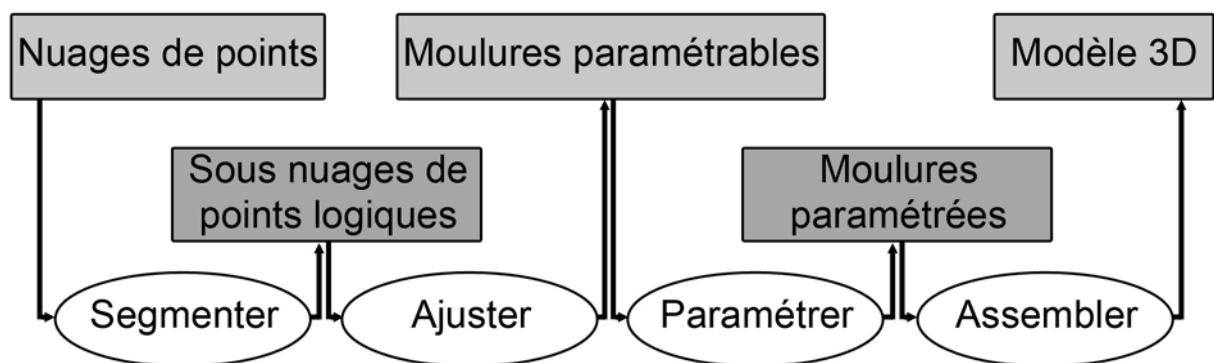 Nuages de points
Moulures paramétrables
Modèle 3D
Sous nuages de
points logiques
Moulures
paramétrées
Segmenter
Ajuster
Paramétrer
Assembler